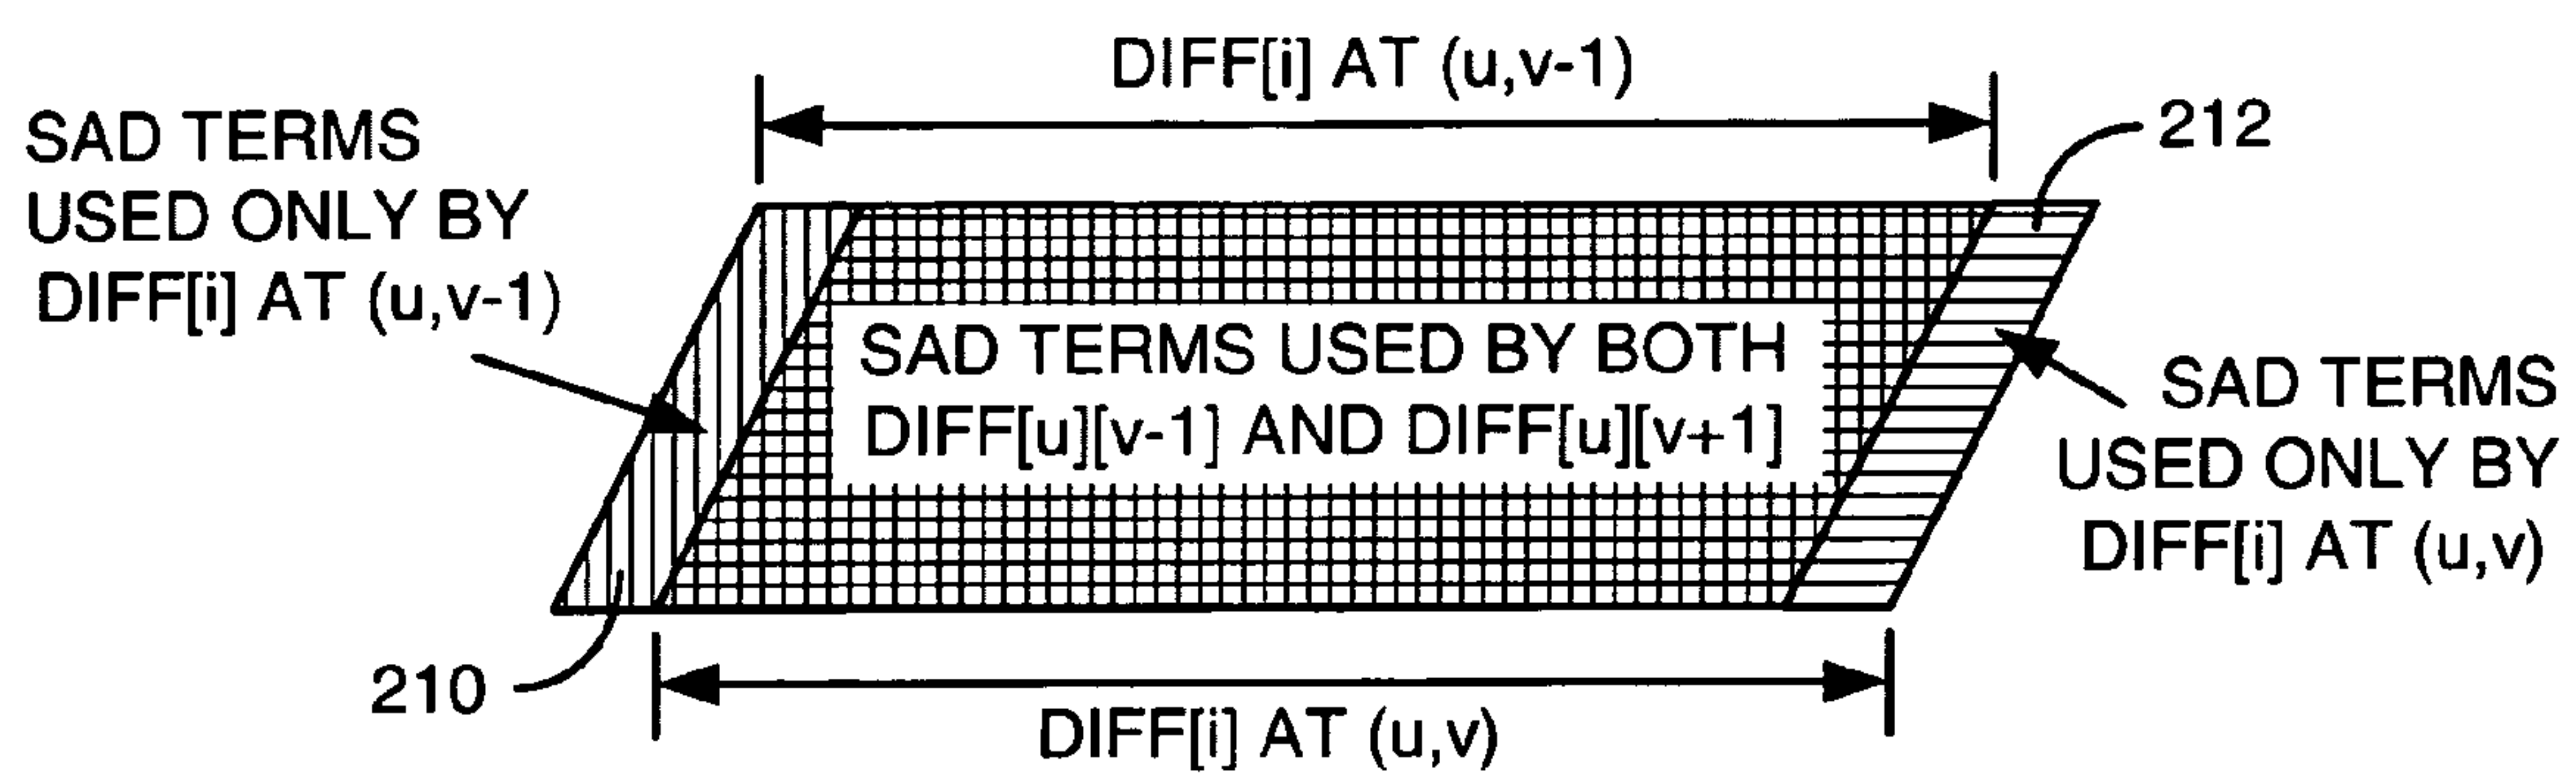 DIFF[i] AT (u,v-1)
212
SAD TERMS
USED ONLY BY
DIFF[i] AT (u,v-1)
SAD TERMS USED BY BOTH
DIFF[u][v-1] AND DIFF[u][v+1]
SAD TERMS
USED ONLY BY
DIFF[i] AT (u,v)
210
DIFF[i] AT (u,v)